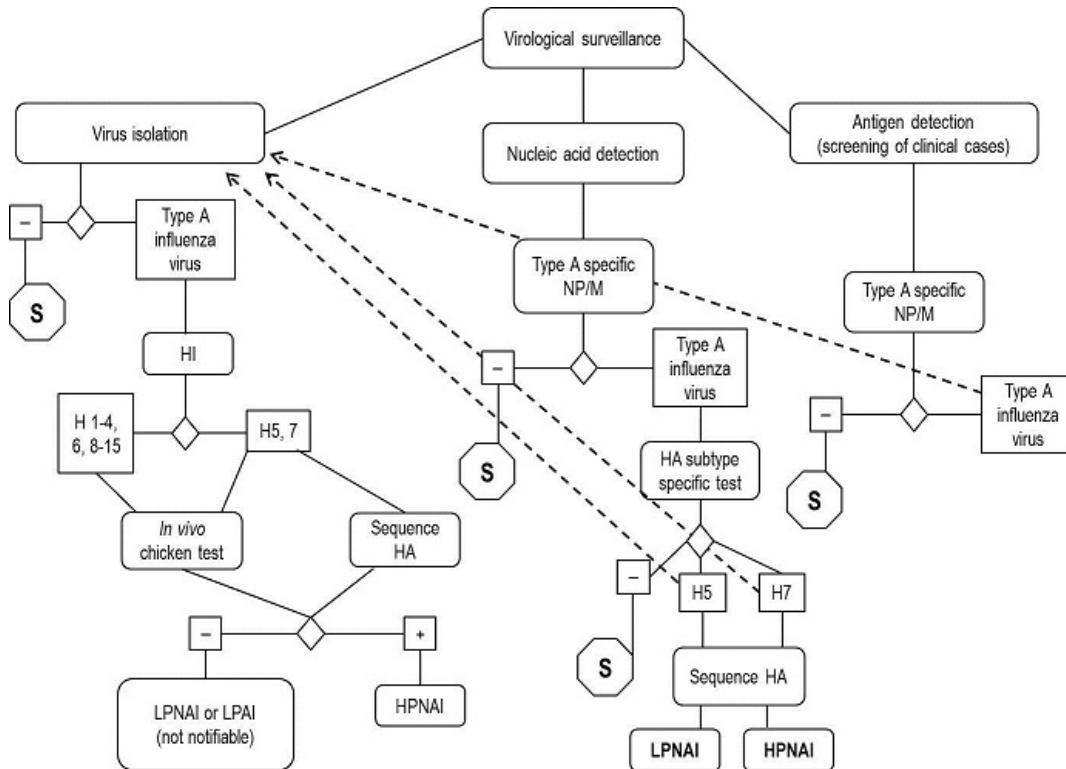 Virological surveillance
Virus isolation
Nucleic acid detection
Antigen detection
(screening of clinical cases)
–
Type A
influenza
virus
S
Type A specific
NP/M
Type A specific
NP/M
HI
–
Type A
influenza
virus
–
Type A
influenza
virus
H 1-4,
6, 8-15
H5, 7
S
HA subtype
specific test
S
In vivo
chicken test
Sequence
HA
–
H5
H7
–
+
S
Sequence HA
LPNAI or LPAI
(not notifiable)
HPNAI
LPNAI
HPNAI